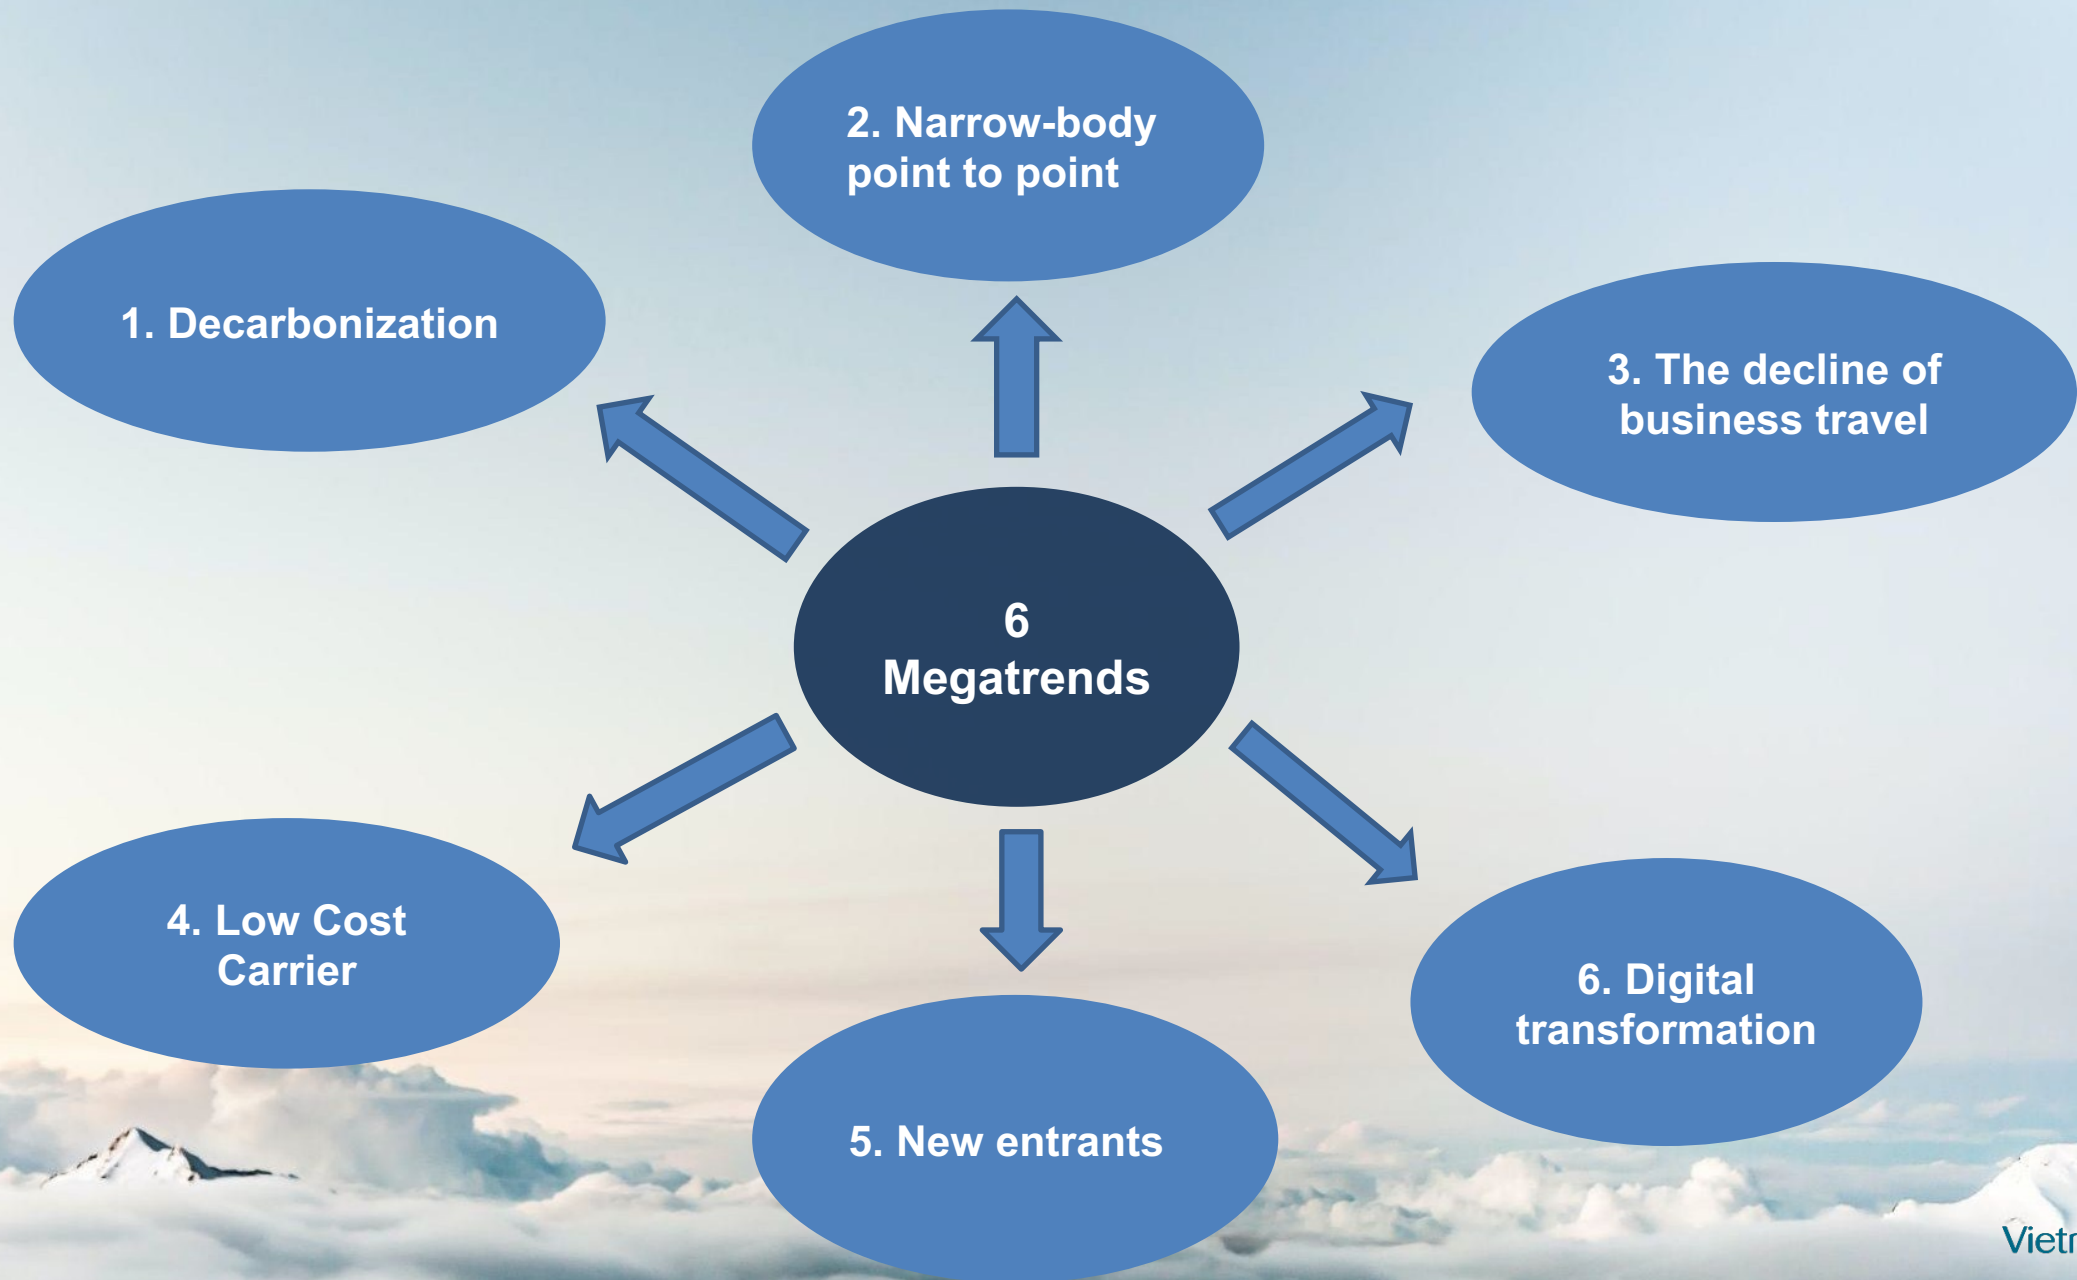 2. Narrow-body
point to point
1. Decarbonization
3. The decline of
business travel
6
Megatrends
4. Low Cost
Carrier
6. Digital
transformation
5. New entrants